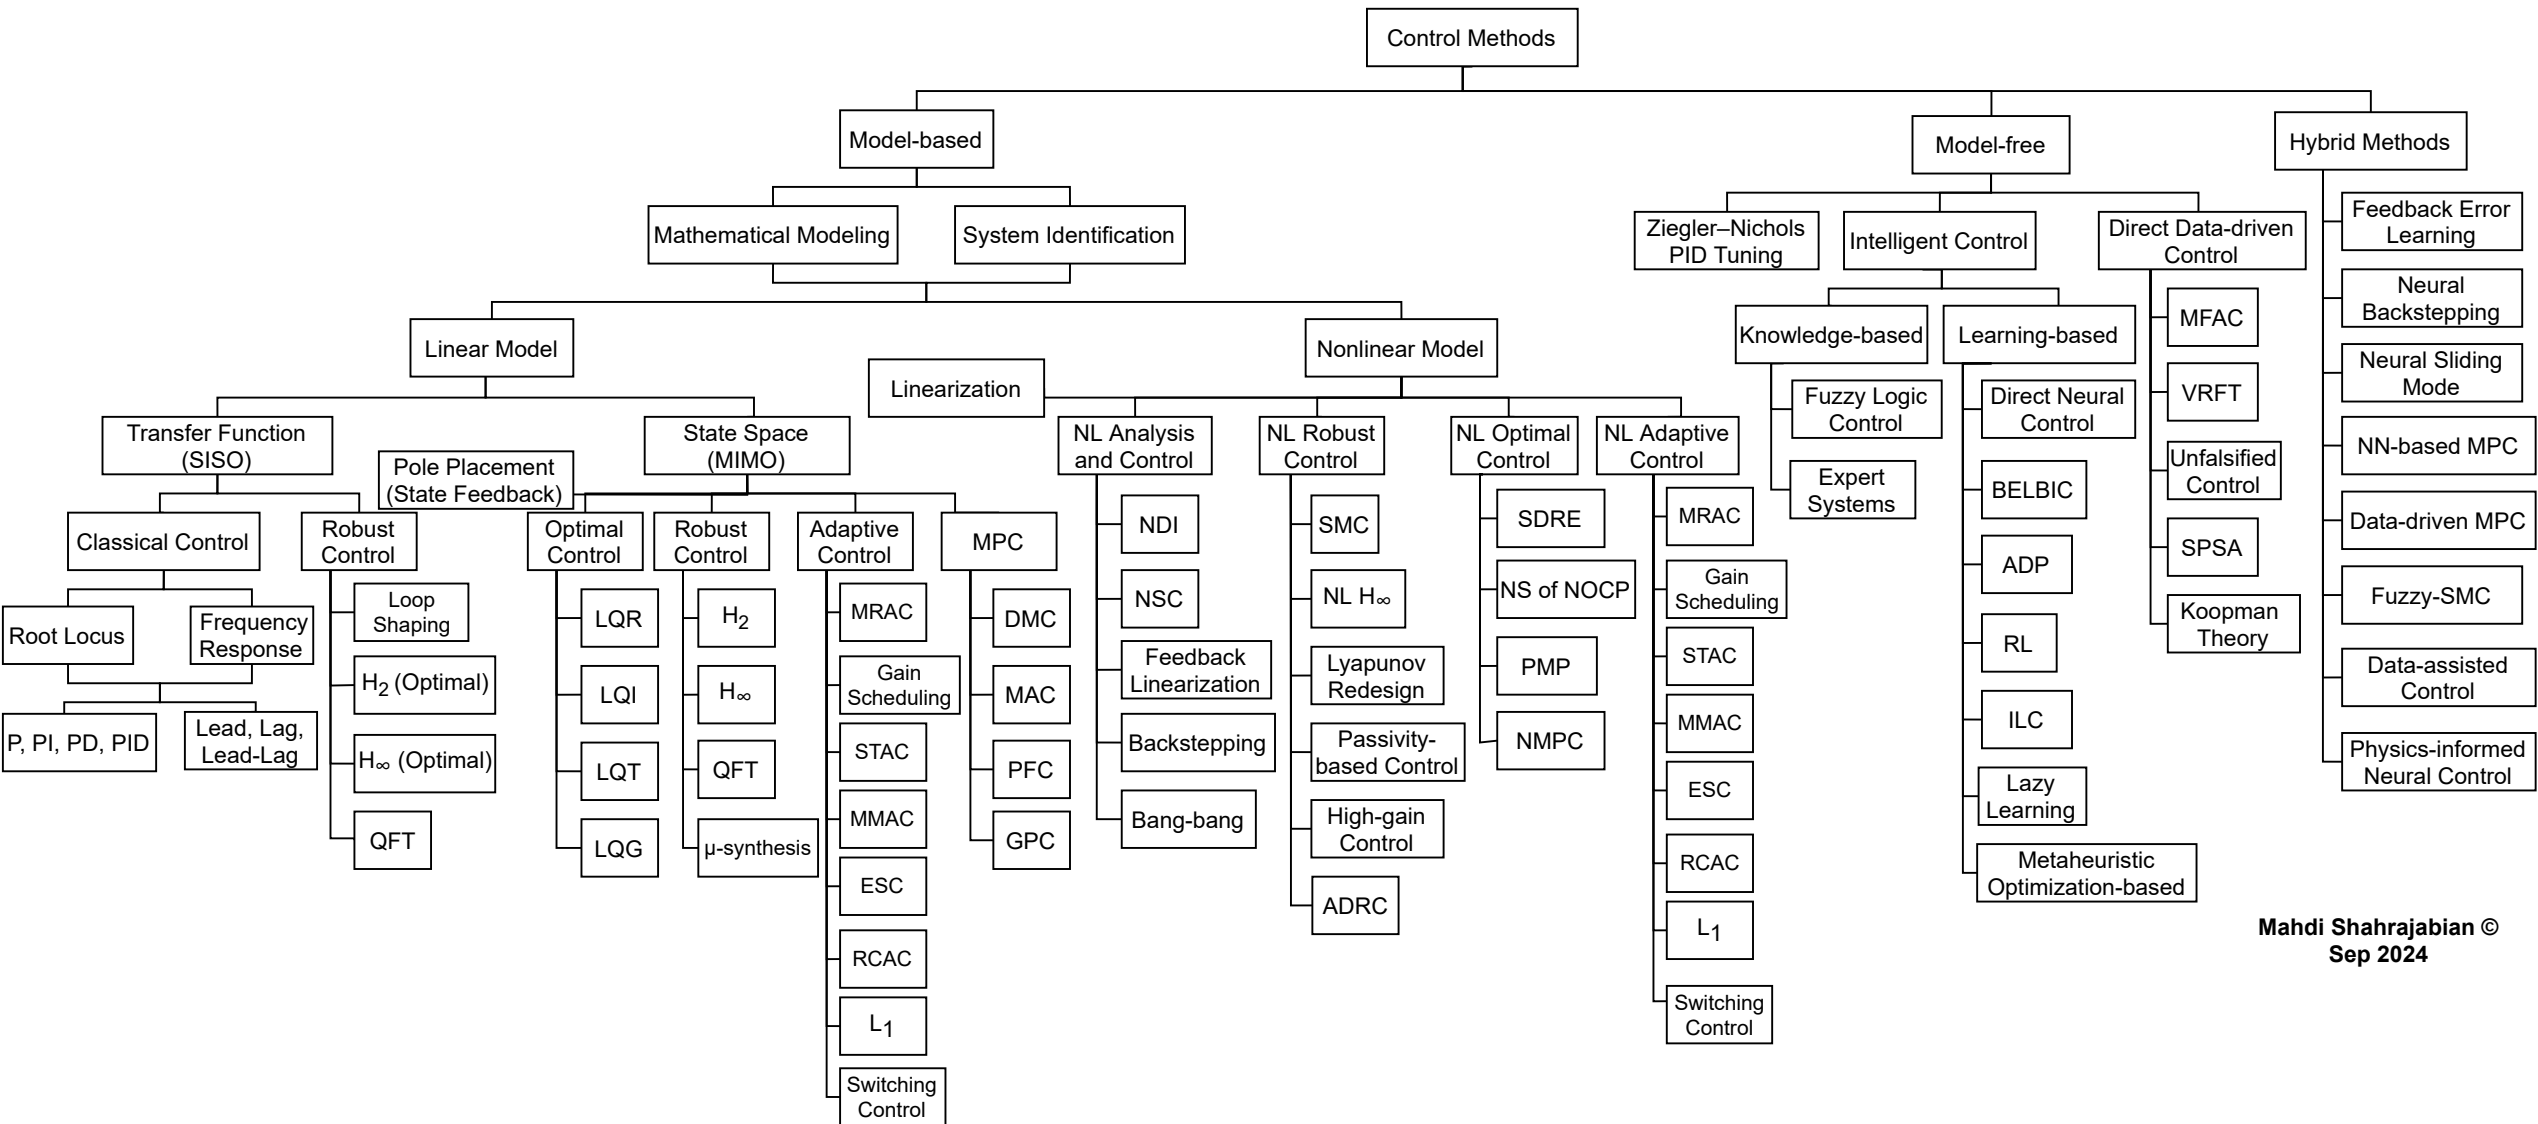 Control Methods
Model-based
Model-free
Hybrid Methods
Mathematical Modeling
System Identification
Ziegler–Nichols
PID Tuning
Intelligent Control
Direct Data-driven
Control
Linear Model
Nonlinear Model
Linearization
Transfer Function
(SISO)
State Space
(MIMO)
Pole Placement
(State Feedback)
Classical Control
Robust
Control
Root Locus
Frequency
Response
P, PI, PD, PID
Lead, Lag,
Lead-Lag
Loop
Shaping
H2 (Optimal)
H∞ (Optimal)
QFT
Optimal
Control
LQR
LQI
LQT
LQG
Robust
Control
H2
H∞
QFT
μ-synthesis
Adaptive
Control
MRAC
Gain
Scheduling
STAC
MMAC
ESC
RCAC
L1
Switching
Control
MPC
DMC
MAC
PFC
GPC
NL Analysis
and Control
NDI
NSC
Feedback
Linearization
Backstepping
Bang-bang
NL Robust
Control
SMC
NL H∞
Lyapunov
Redesign
Passivity-
based Control
High-gain
Control
ADRC
NL Optimal
Control
SDRE
NS of NOCP
PMP
NMPC
NL Adaptive
Control
MRAC
Gain
Scheduling
STAC
MMAC
ESC
RCAC
L1
Switching
Control
Knowledge-based
Fuzzy Logic
Control
Expert
Systems
Learning-based
Direct Neural
Control
BELBIC
ADP
RL
ILC
Lazy
Learning
Metaheuristic
Optimization-based
MFAC
VRFT
Unfalsified
Control
SPSA
Koopman
Theory
Feedback Error
Learning
Neural
Backstepping
Neural Sliding
Mode
NN-based MPC
Data-driven MPC
Fuzzy-SMC
Data-assisted
Control
Physics-informed
Neural Control
Mahdi Shahrajabian ©
Sep 2024